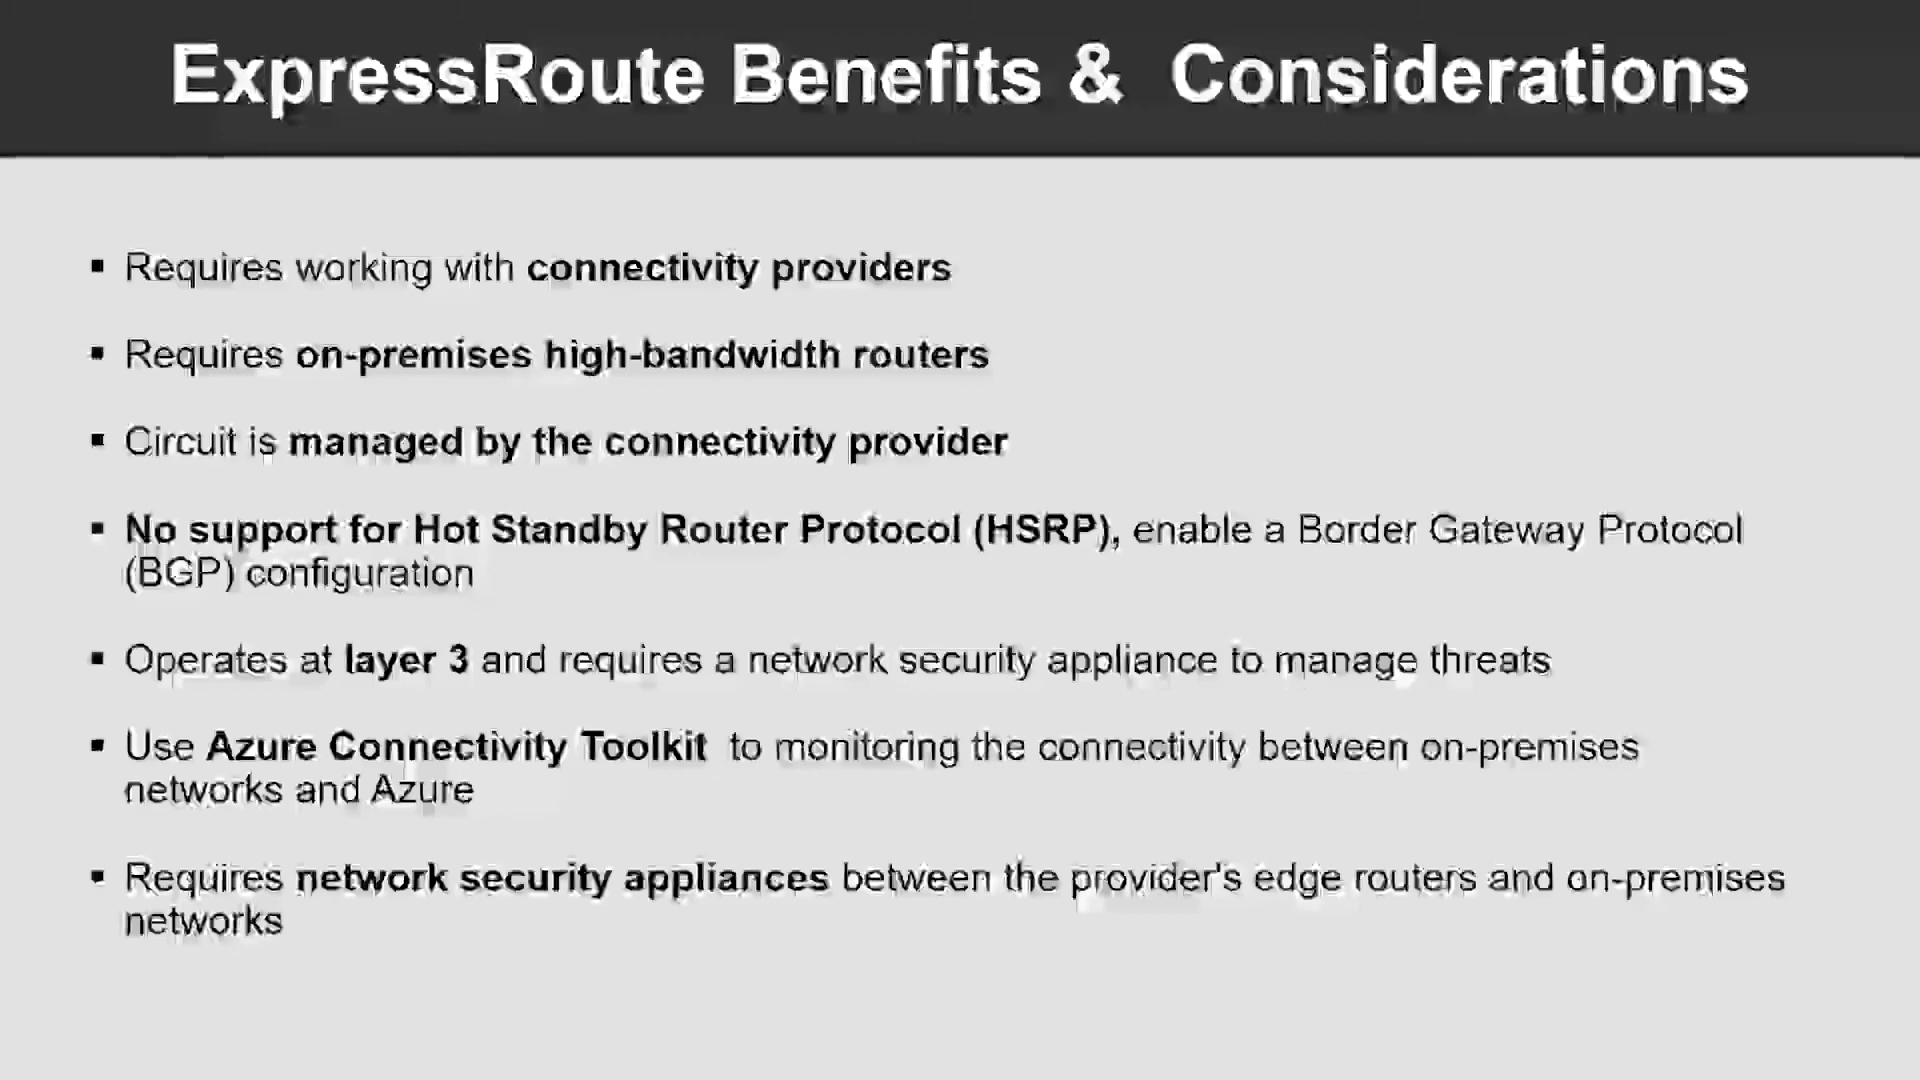 ExpressRoute Benefits & Considerations
▪ Requires working with connectivity providers
▪ Requires on-premises high-bandwidth routers
▪ Circuit is managed by the connectivity provider
▪ No support for Hot Standby Router Protocol (HSRP), enable a Border Gateway Protocol
(BGP) configuration
▪ Operates at layer 3 and requires a network security appliance to manage threats
▪ Use Azure Connectivity Toolkit to monitoring the connectivity between on-premises
networks and Azure
▪ Requires network security appliances between the provider's edge routers and on-premises
networks